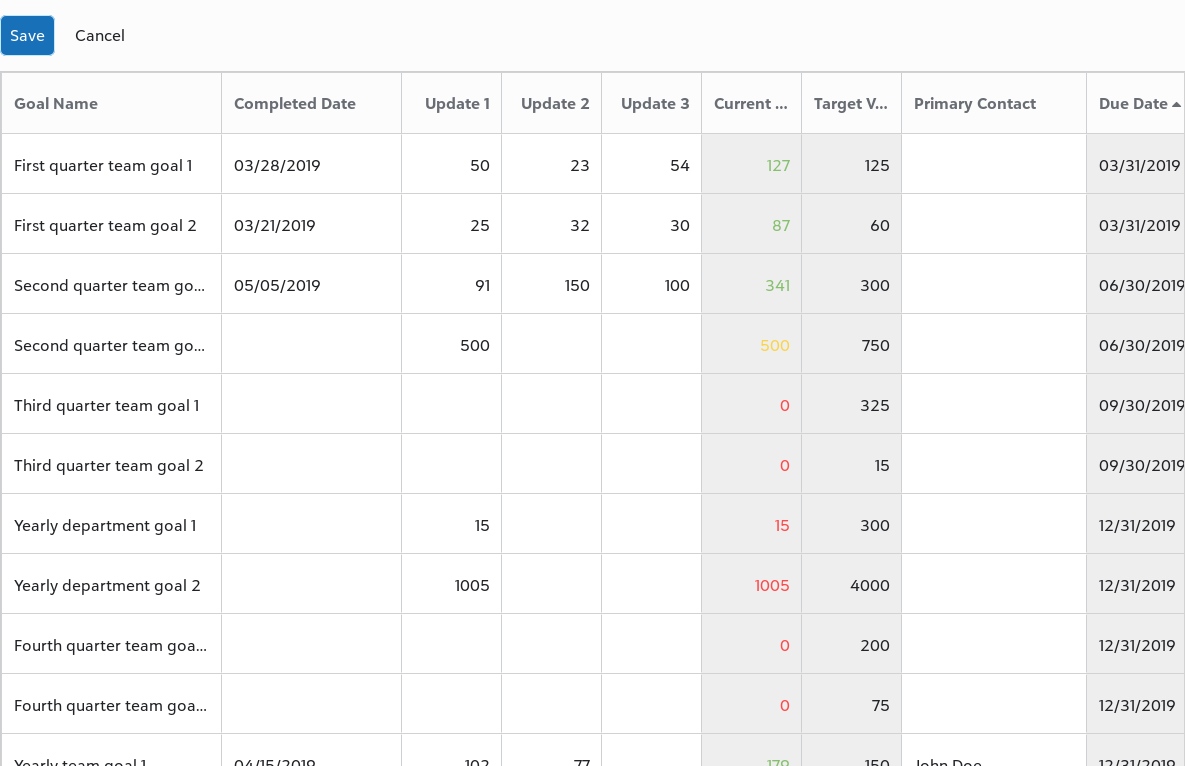 Save Cancel
Goal Name Completed Date Update 1 Update 2 Update 3 Current ... Target V... Primary Contact Due Date
First quarter team goal 1 03/28/2019 50 23 54 127 125 03/31/2019
First quarter team goal 2 03/21/2019 25 32 30 87 60 03/31/2019
Second quarter team go... 05/05/2019 91 150 100 341 300 06/30/2019
Second quarter team go... 500 500 750 06/30/2019
Third quarter team goal 1 0 325 09/30/2019
Third quarter team goal 2 0 15 09/30/2019
Yearly department goal 1 15 15 300 12/31/2019
Yearly department goal 2 1005 1005 4000 12/31/2019
Fourth quarter team goa... 0 200 12/31/2019
Fourth quarter team goa... 0 75 12/31/2019
Yearly team goal 1 04/15/2019 102 77 179 150 John Doe 12/31/2019